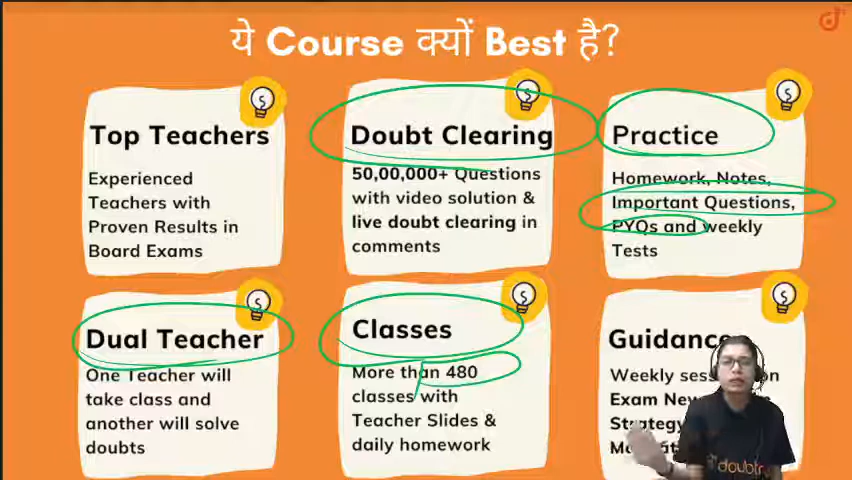 ये Course क्यों Best है?
Top Teachers
Experienced
Teachers with
Proven Results in
Board Exams
Doubt Clearing
50,00,000+ Questions
with video solution &
live doubt clearing in
comments
Practice
Homework, Notes,
Important Questions,
PYQs and weekly
Tests
Dual Teacher
One Teacher will
take class and
another will solve
doubts
Classes
More than 480
classes with
Teacher Slides &
daily homework
Guidance
Weekly
Exam